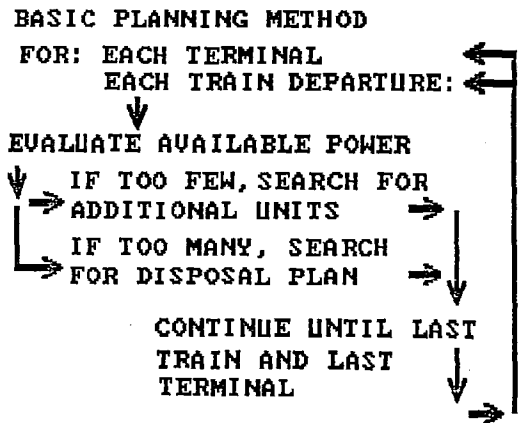 BASIC PLANNING METHOD
FOR: EACH TERMINAL
EACH TRAIN DEPARTURE:
EVALUATE AVAILABLE POWER
IF TOO FEW, SEARCH FOR
ADDITIONAL UNITS
IF TOO MANY, SEARCH
FOR DISPOSAL PLAN
CONTINUE UNTIL LAST
TRAIN AND LAST
TERMINAL